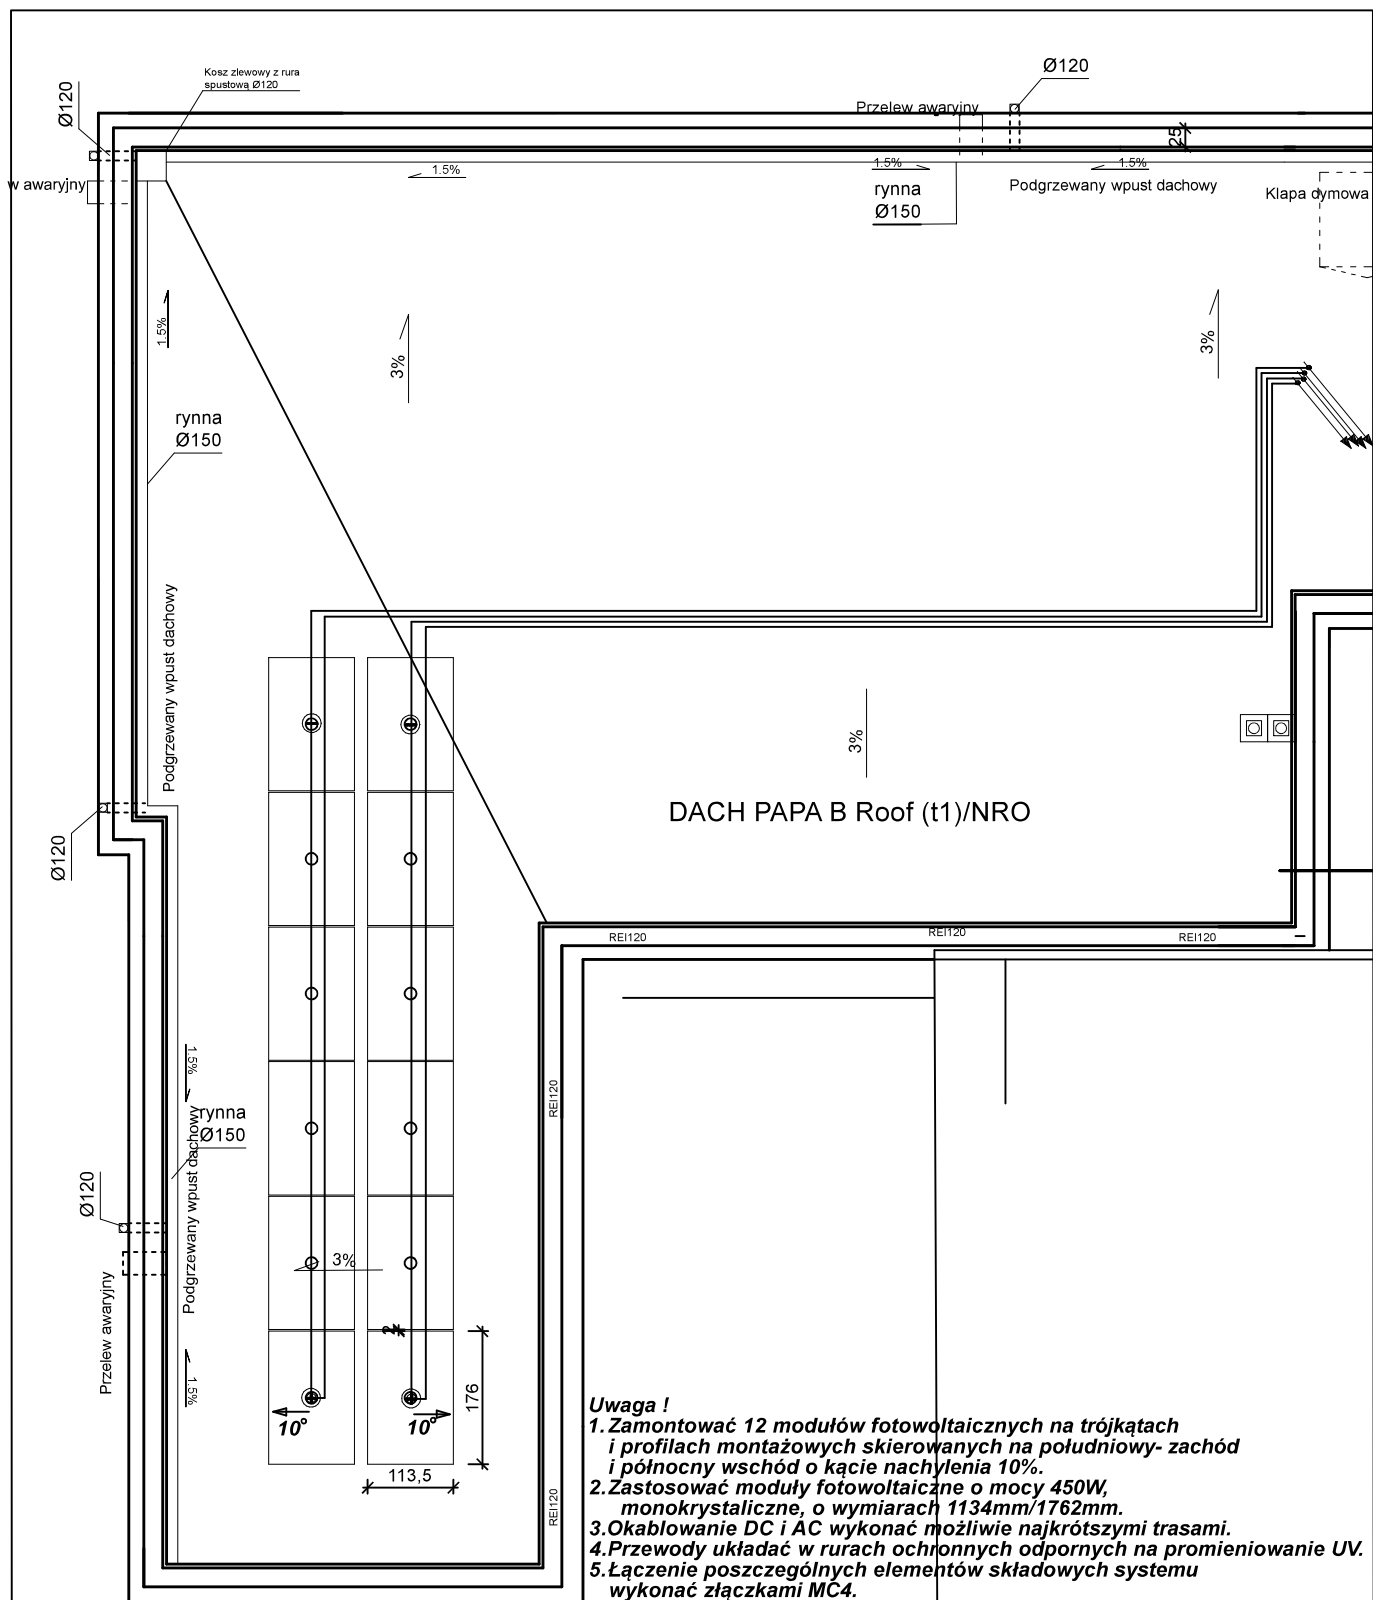 Kosz zlewowy z rura
spustową Ø120
Ø120
Ø120
Przelew awaryjny
25
w awaryjny
1.5%
1.5%
1.5%
rynna
Ø150
Podgrzewany wpust dachowy
Klapa dymowa
1.5%
3%
3%
rynna
Ø150
Podgrzewany wpust dachowy
3%
DACH PAPA B Roof (t1)/NRO
Ø120
REI120
REI120
REI120
1.5%
rynna
Ø150
REI120
Podgrzewany wpust dachowy
Ø120
3%
Przelew awaryjny
2
1.5%
176
10°
10°
113,5
REI120
Uwaga !
1. Zamontować 12 modułów fotowoltaicznych na trójkątach
i profilach montażowych skierowanych na południowy- zachód
i północny wschód o kącie nachylenia 10%.
2. Zastosować moduły fotowoltaiczne o mocy 450W,
monokrystaliczne, o wymiarach 1134mm/1762mm.
3. Okablowanie DC i AC wykonać możliwie najkrótszymi trasami.
4. Przewody układać w rurach ochronnych odpornych na promieniowanie UV.
5. Łączenie poszczególnych elementów składowych systemu
wykonać złączkami MC4.